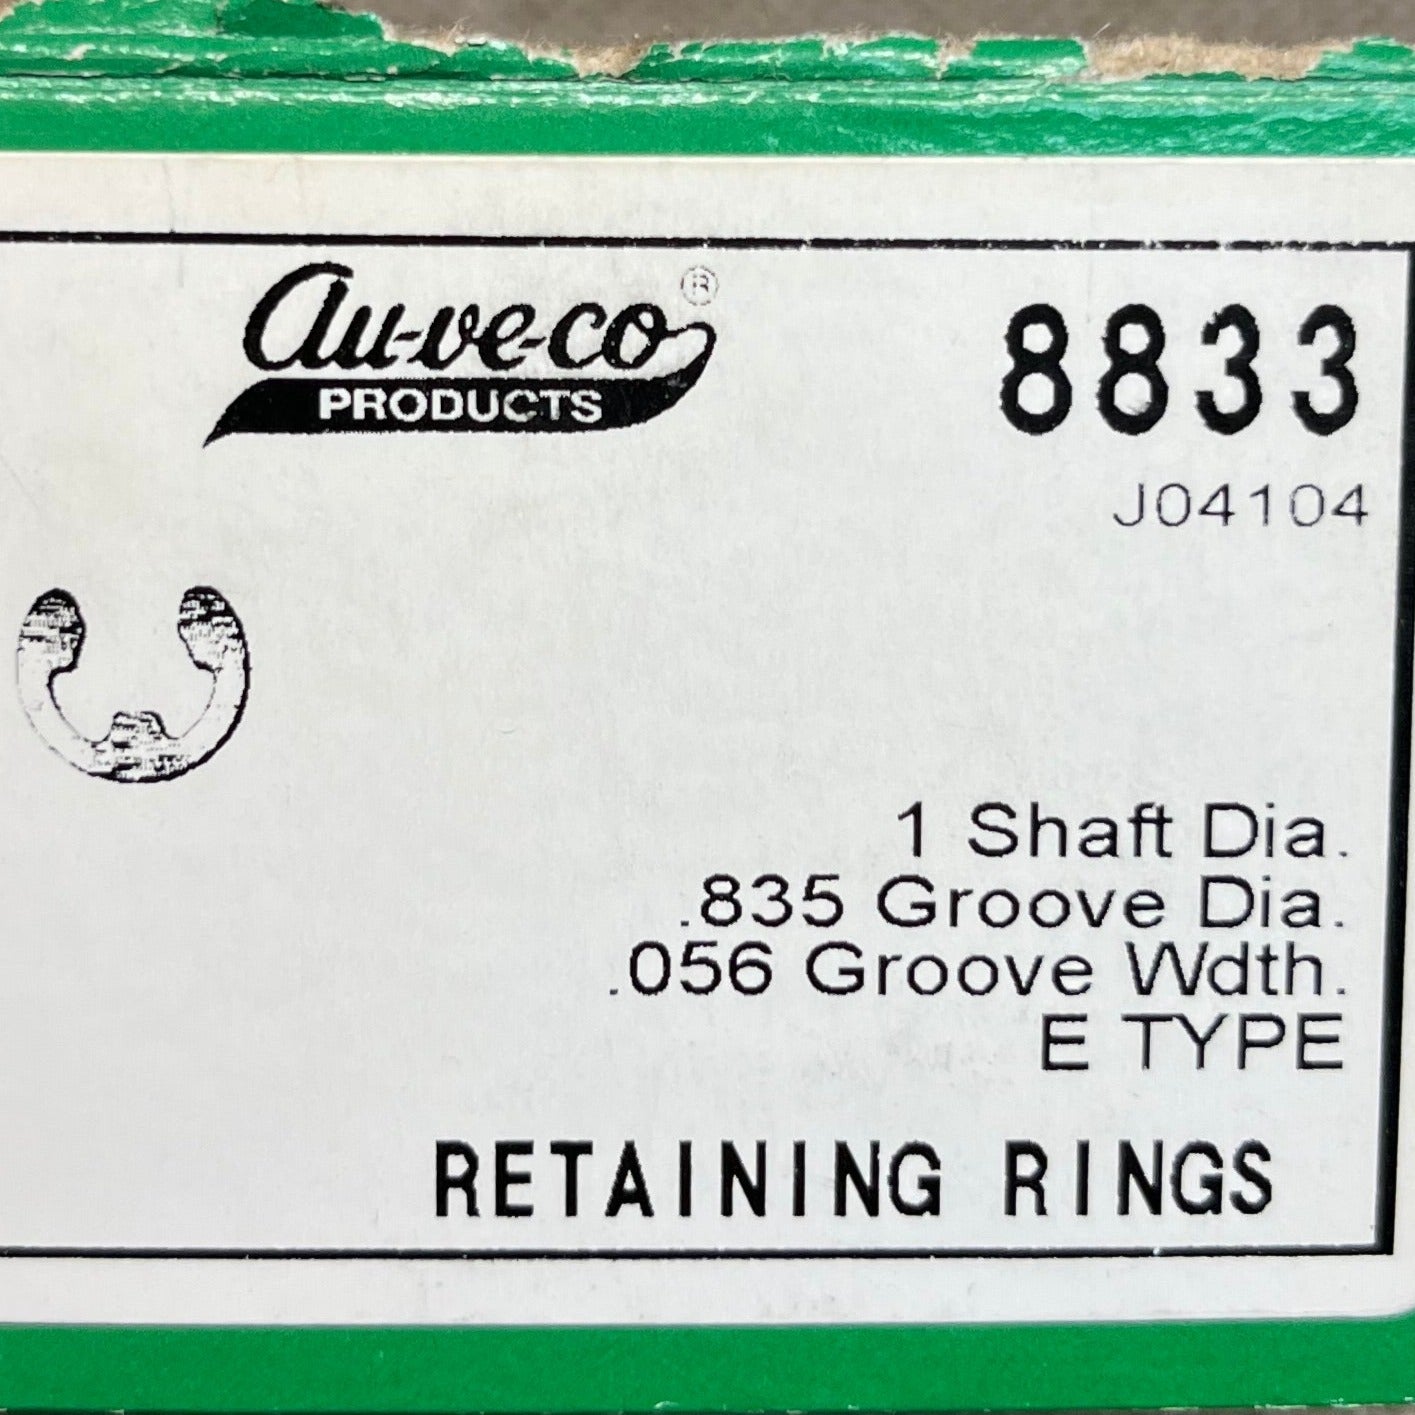 au-ve-co®
PRODUCTS
8833
J04104
1 Shaft Dia.
.835 Groove Dia.
.056 Groove Wdth.
E TYPE
RETAINING RINGS